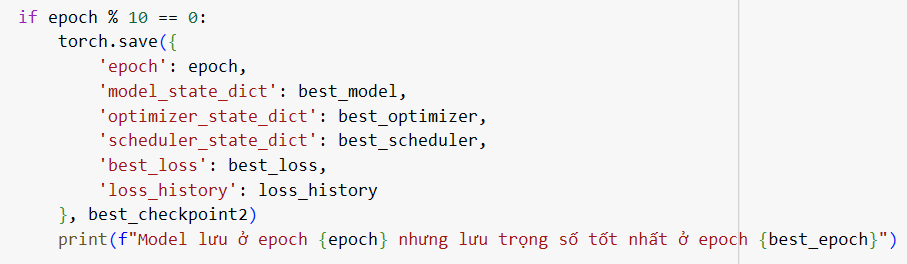 if epoch % 10 == 0:
    torch.save({
        'epoch': epoch,
        'model_state_dict': best_model,
        'optimizer_state_dict': best_optimizer,
        'scheduler_state_dict': best_scheduler,
        'best_loss': best_loss,
        'loss_history': loss_history
    }, best_checkpoint2)
    print(f"Model lưu ở epoch {epoch} nhưng lưu trọng số tốt nhất ở epoch {best_epoch}")